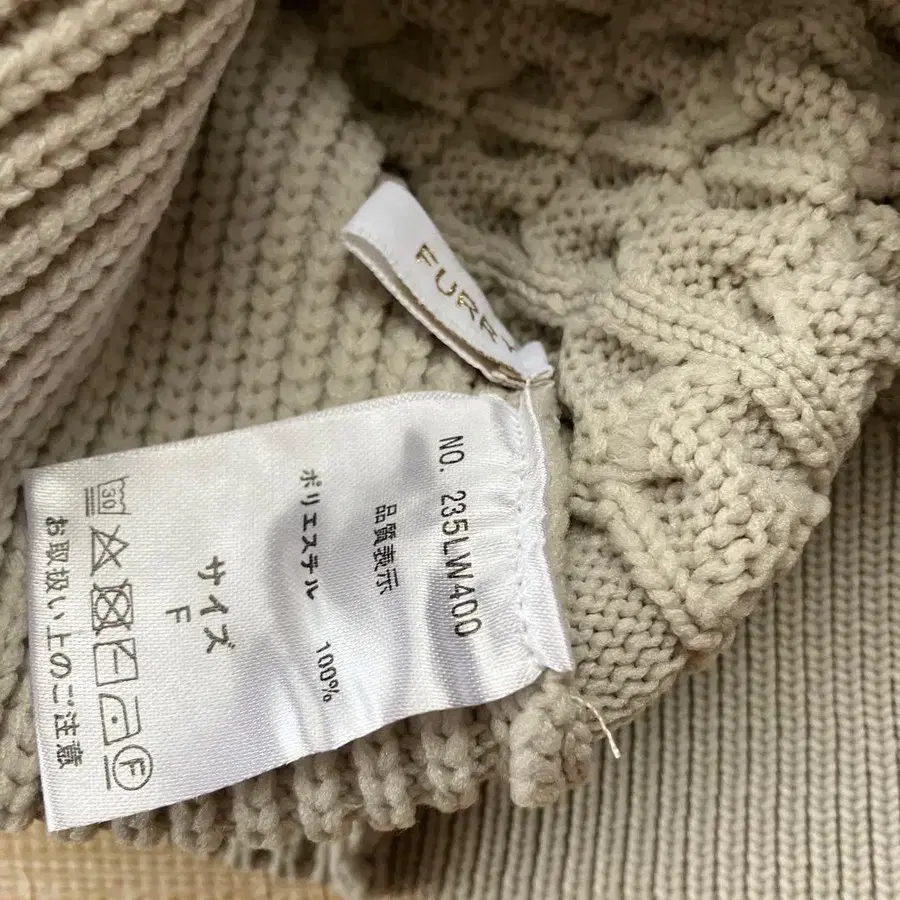 FURR
NO. 235LW400
品質表示
ポリエステル 100%
サイズ
F
30
F
お取扱い上のご注意